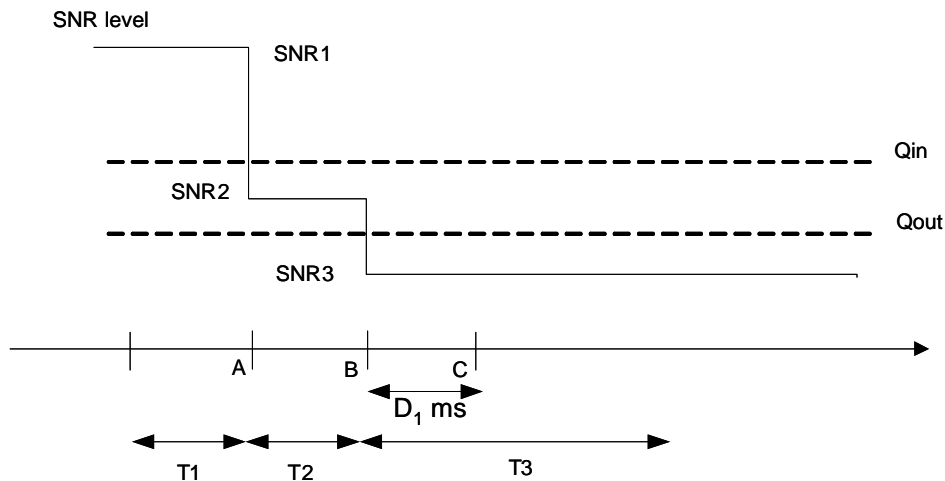 SNR level
SNR1
Qin
SNR2
Qout
SNR3
A
B
C
D1 ms
T1
T2
T3